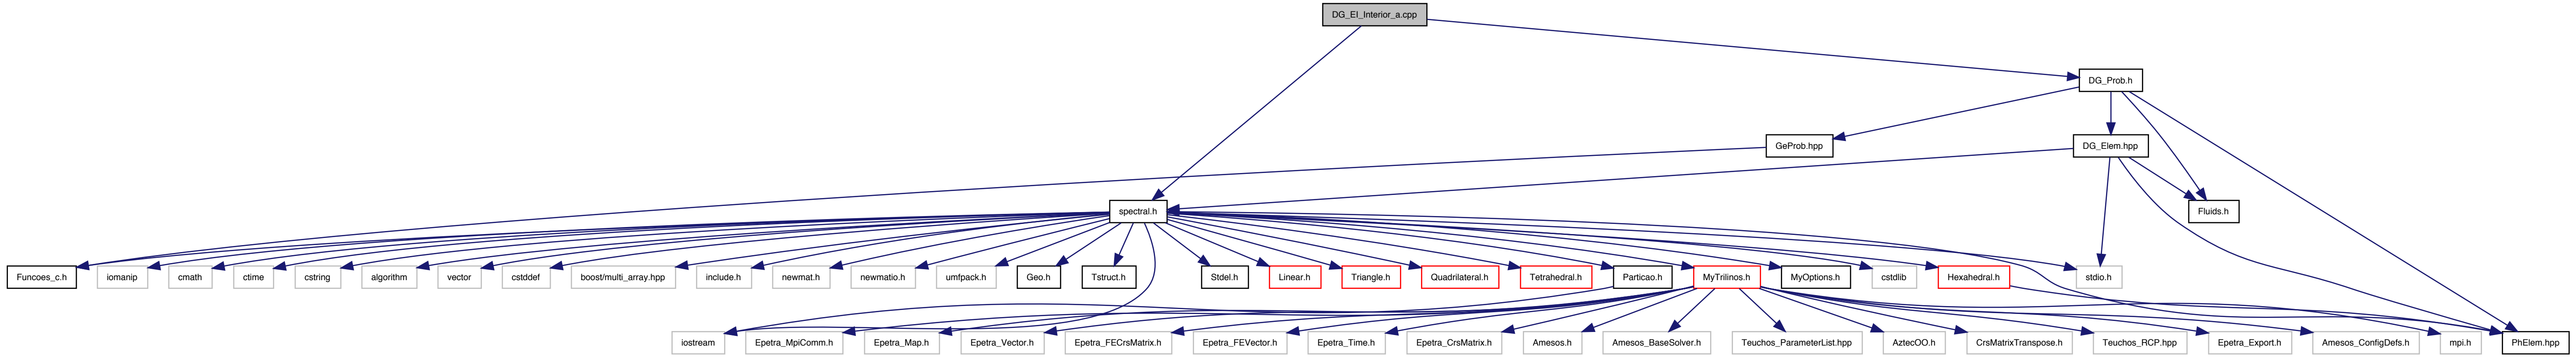 DG_EI_Interior_a.cpp
DG_Prob.h
GeProb.hpp
DG_Elem.hpp
spectral.h
Fluids.h
Funcoes_c.h
iomanip
cmath
ctime
cstring
algorithm
vector
cstddef
boost/multi_array.hpp
include.h
newmat.h
newmatio.h
umfpack.h
Geo.h
Tstruct.h
Stdel.h
Linear.h
Triangle.h
Quadrilateral.h
Tetrahedral.h
Particao.h
MyTrilinos.h
MyOptions.h
cstdlib
Hexahedral.h
stdio.h
iostream
Epetra_MpiComm.h
Epetra_Map.h
Epetra_Vector.h
Epetra_FECrsMatrix.h
Epetra_FEVector.h
Epetra_Time.h
Epetra_CrsMatrix.h
Amesos.h
Amesos_BaseSolver.h
Teuchos_ParameterList.hpp
AztecOO.h
CrsMatrixTranspose.h
Teuchos_RCP.hpp
Epetra_Export.h
Amesos_ConfigDefs.h
mpi.h
PhElem.hpp